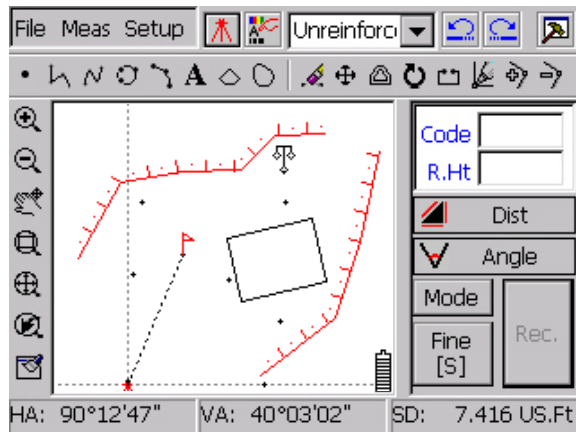 File Meas Setup Unreinforc
A
Code
R.Ht
Dist
Angle
Mode
Rec.
Fine
[S]
HA: 90°12'47" VA: 40°03'02" SD: 7.416 US.Ft